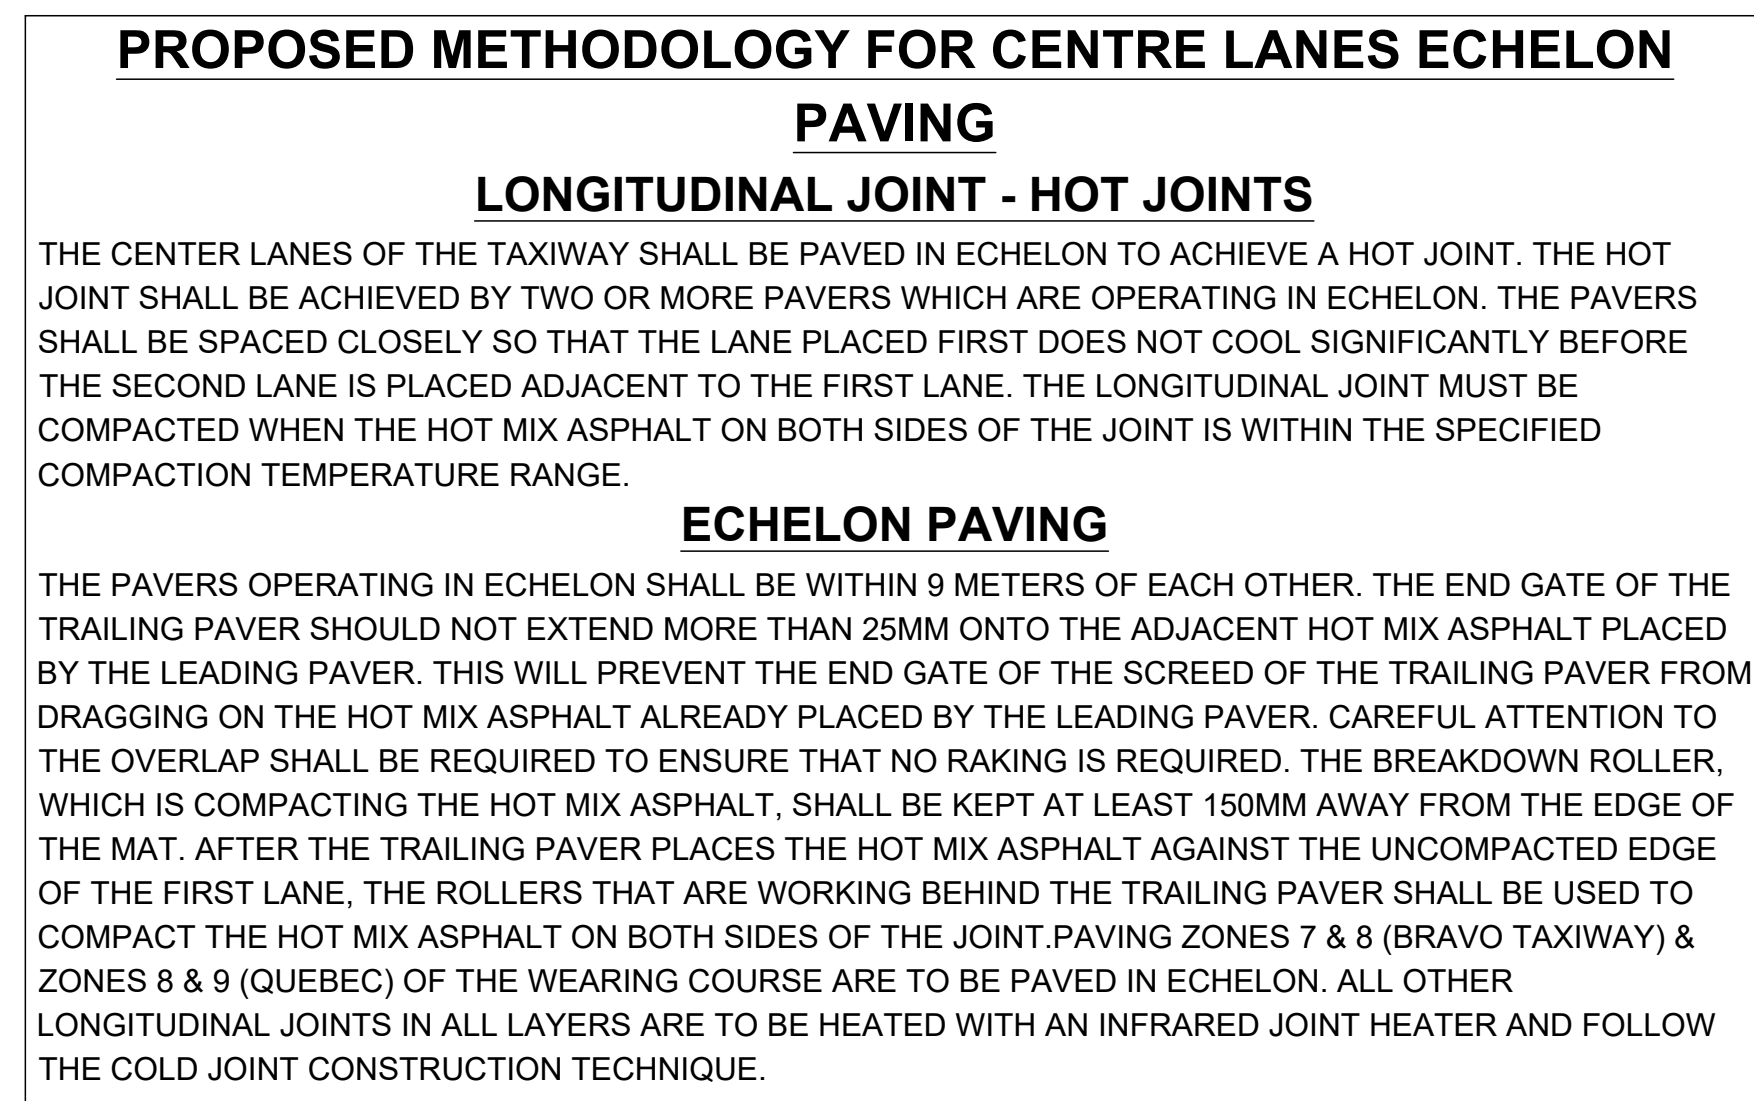 PROPOSED METHODOLOGY FOR CENTRE LANES ECHELON
PAVING
LONGITUDINAL JOINT - HOT JOINTS
THE CENTER LANES OF THE TAXIWAY SHALL BE PAVED IN ECHELON TO ACHIEVE A HOT JOINT. THE HOT
JOINT SHALL BE ACHIEVED BY TWO OR MORE PAVERS WHICH ARE OPERATING IN ECHELON. THE PAVERS
SHALL BE SPACED CLOSELY SO THAT THE LANE PLACED FIRST DOES NOT COOL SIGNIFICANTLY BEFORE
THE SECOND LANE IS PLACED ADJACENT TO THE FIRST LANE. THE LONGITUDINAL JOINT MUST BE
COMPACTED WHEN THE HOT MIX ASPHALT ON BOTH SIDES OF THE JOINT IS WITHIN THE SPECIFIED
COMPACTION TEMPERATURE RANGE.
ECHELON PAVING
THE PAVERS OPERATING IN ECHELON SHALL BE WITHIN 9 METERS OF EACH OTHER. THE END GATE OF THE
TRAILING PAVER SHOULD NOT EXTEND MORE THAN 25MM ONTO THE ADJACENT HOT MIX ASPHALT PLACED
BY THE LEADING PAVER. THIS WILL PREVENT THE END GATE OF THE SCREED OF THE TRAILING PAVER FROM
DRAGGING ON THE HOT MIX ASPHALT ALREADY PLACED BY THE LEADING PAVER. CAREFUL ATTENTION TO
THE OVERLAP SHALL BE REQUIRED TO ENSURE THAT NO RAKING IS REQUIRED. THE BREAKDOWN ROLLER,
WHICH IS COMPACTING THE HOT MIX ASPHALT, SHALL BE KEPT AT LEAST 150MM AWAY FROM THE EDGE OF
THE MAT. AFTER THE TRAILING PAVER PLACES THE HOT MIX ASPHALT AGAINST THE UNCOMPACTED EDGE
OF THE FIRST LANE, THE ROLLERS THAT ARE WORKING BEHIND THE TRAILING PAVER SHALL BE USED TO
COMPACT THE HOT MIX ASPHALT ON BOTH SIDES OF THE JOINT.PAVING ZONES 7 & 8 (BRAVO TAXIWAY) &
ZONES 8 & 9 (QUEBEC) OF THE WEARING COURSE ARE TO BE PAVED IN ECHELON. ALL OTHER
LONGITUDINAL JOINTS IN ALL LAYERS ARE TO BE HEATED WITH AN INFRARED JOINT HEATER AND FOLLOW
THE COLD JOINT CONSTRUCTION TECHNIQUE.